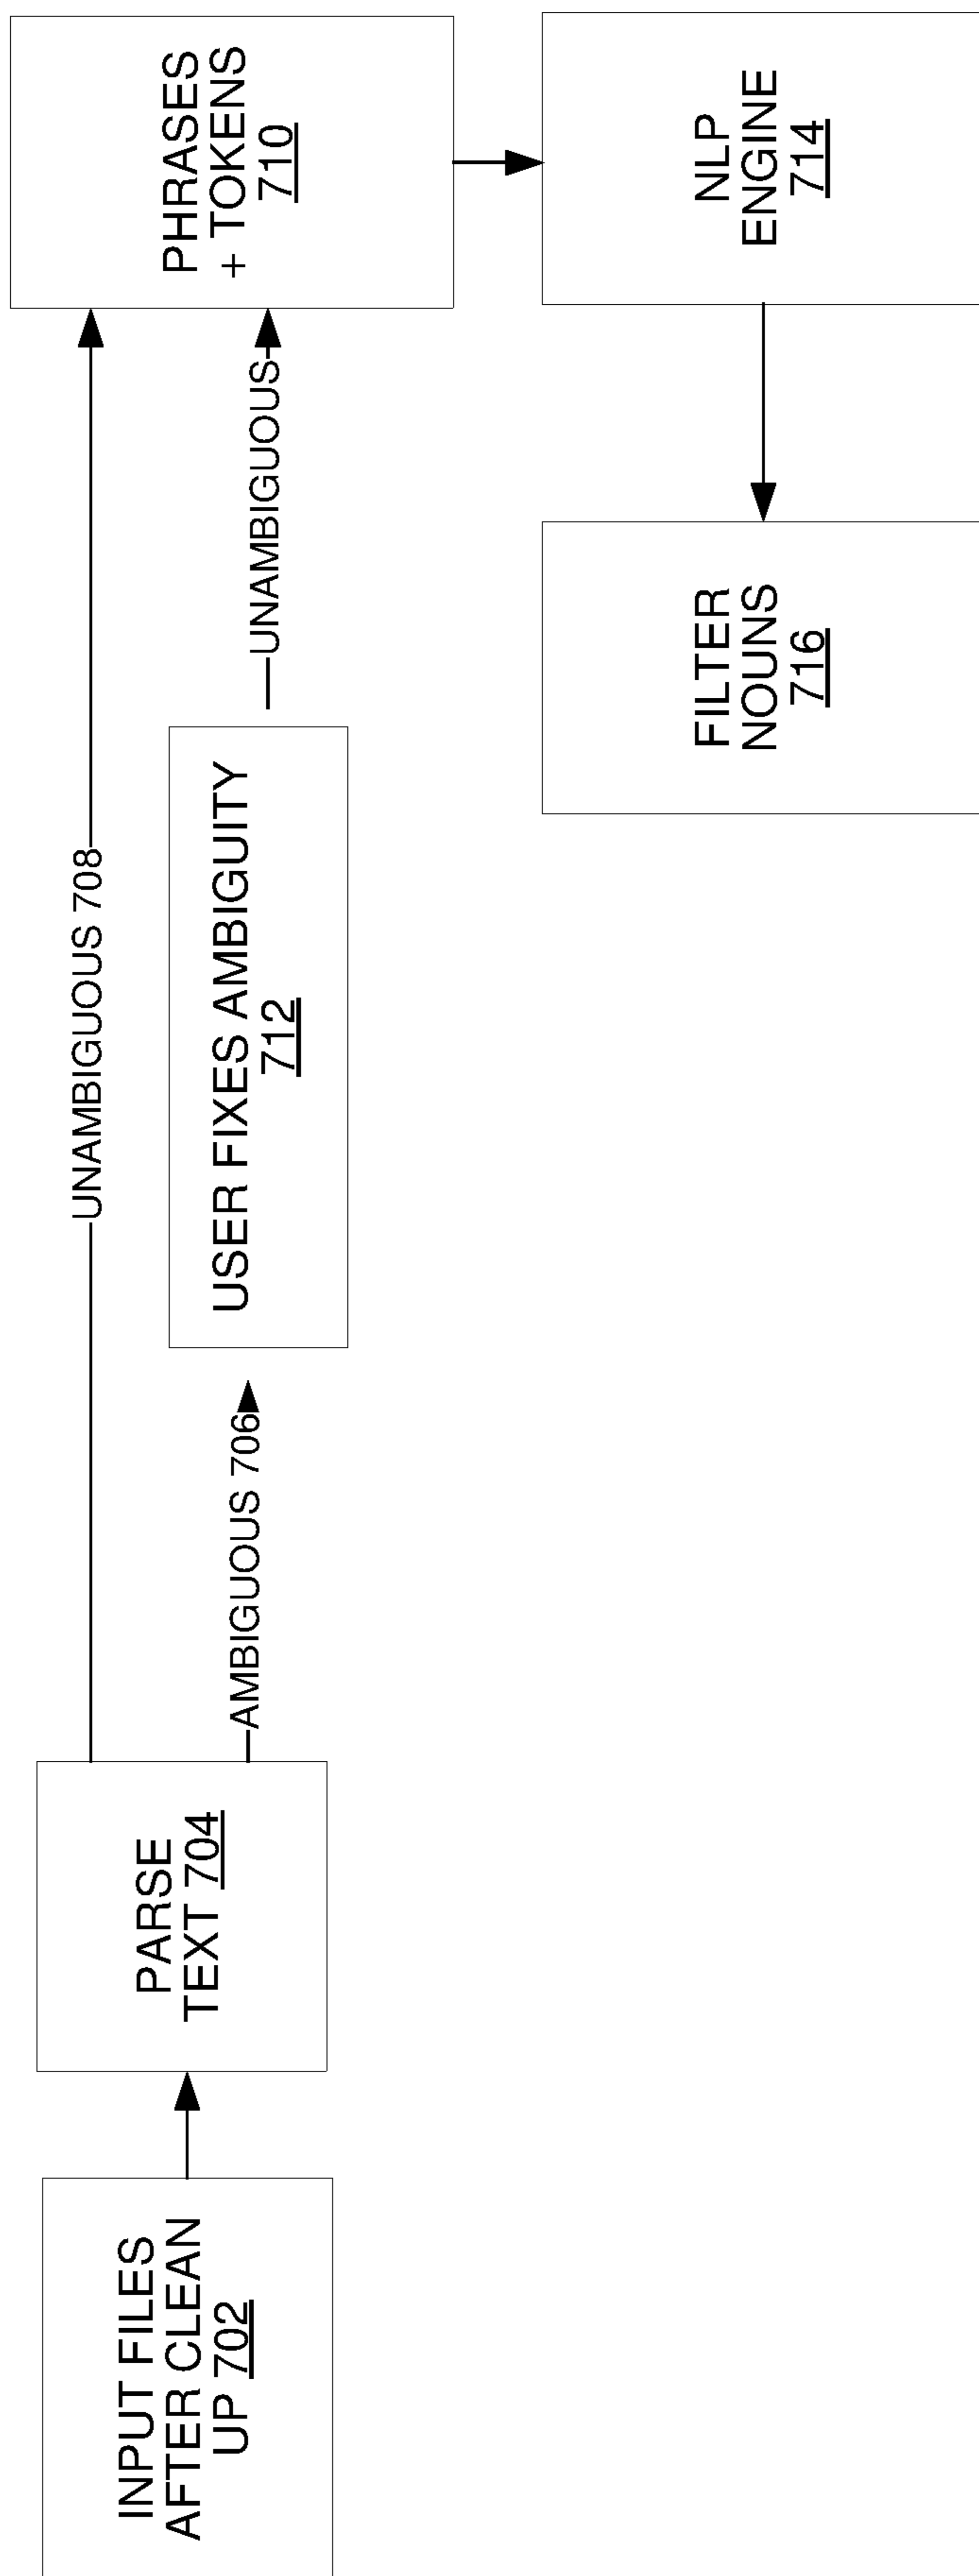 INPUT FILES
AFTER CLEAN
UP 702
PARSE
TEXT 704
UNAMBIGUOUS 708
AMBIGUOUS 706
USER FIXES AMBIGUITY
712
UNAMBIGUOUS
PHRASES
+ TOKENS
710
NLP
ENGINE
714
FILTER
NOUNS
716